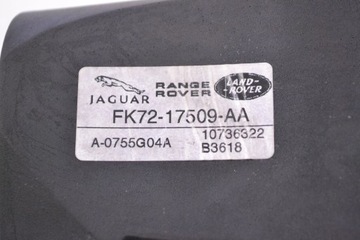 JAGUAR
RANGE
ROVER
LAND-
ROVER
FK72-17509-AA
A-0755G04A
10736322
B3618